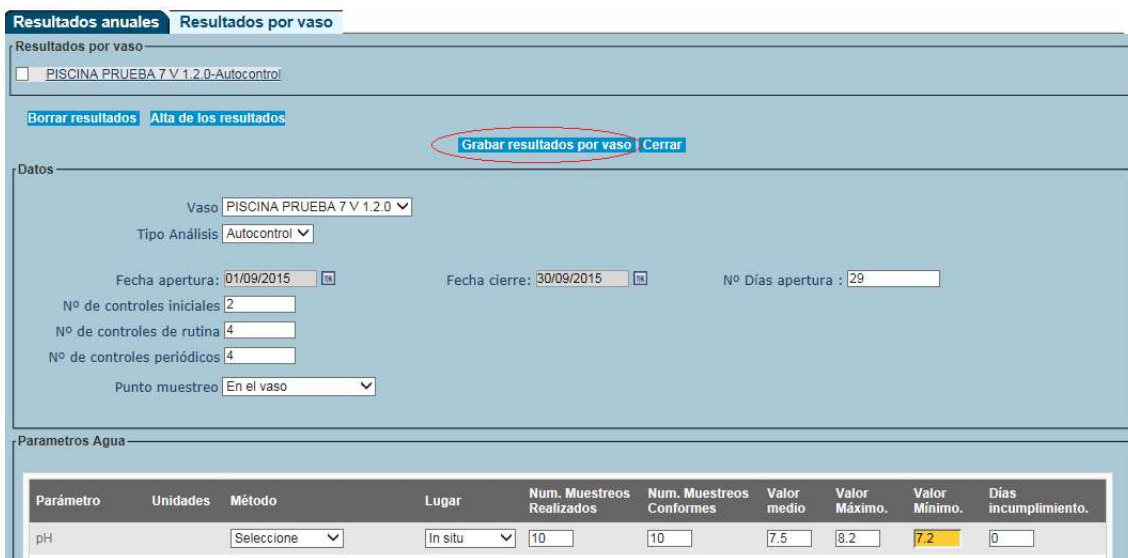 Resultados anuales Resultados por vaso
Resultados por vaso
PISCINA PRUEBA 7 V 1.2.0-Autocontrol
Borrar resultados Alta de los resultados
Grabar resultados por vaso Cerrar
Datos
Vaso PISCINA PRUEBA 7 V 1.2.0
Tipo Análisis Autocontrol
Fecha apertura: 01/09/2015 Fecha cierre: 30/09/2015 Nº Días apertura : 29
Nº de controles iniciales 2
Nº de controles de rutina 4
Nº de controles periódicos 4
Punto muestreo En el vaso
Parametros Agua
Parámetro Unidades Método Lugar Num. Muestreos Realizados Num. Muestreos Conformes Valor medio Valor Máximo. Valor Mínimo. Días incumplimiento.
pH Seleccione In situ 10 10 7.5 8.2 7.2 0